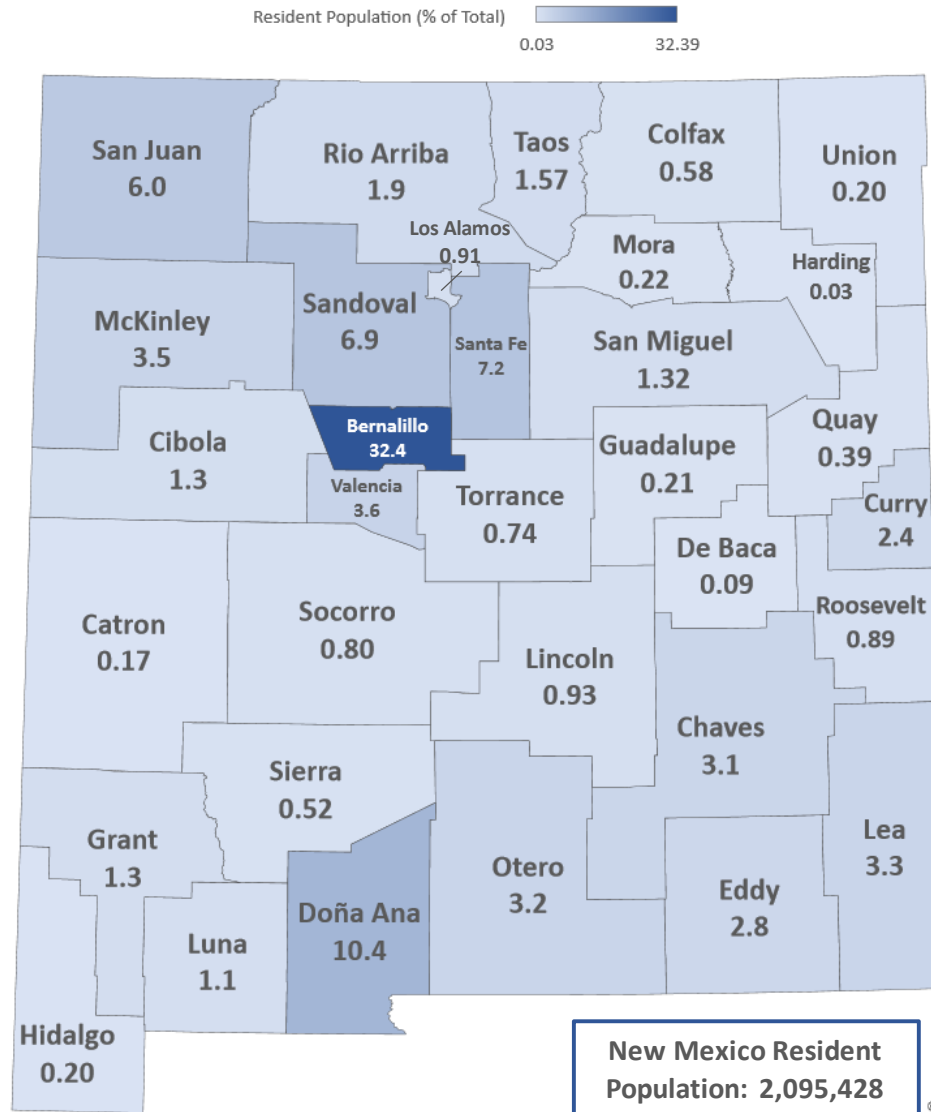 Resident Population (% of Total)
0.03
32.39
San Juan
6.0
Rio Arriba
1.9
Taos
1.57
Colfax
0.58
Union
0.20
Los Alamos
0.91
Mora
0.22
Harding
0.03
McKinley
3.5
Sandoval
6.9
Santa Fe
7.2
San Miguel
1.32
Quay
0.39
Cibola
1.3
Bernalillo
32.4
Guadalupe
0.21
Valencia
3.6
Torrance
0.74
Curry
2.4
De Baca
0.09
Roosevelt
0.89
Catron
0.17
Socorro
0.80
Lincoln
0.93
Chaves
3.1
Sierra
0.52
Grant
1.3
Otero
3.2
Lea
3.3
Eddy
2.8
Doña Ana
10.4
Luna
1.1
Hidalgo
0.20
New Mexico Resident
Population: 2,095,428